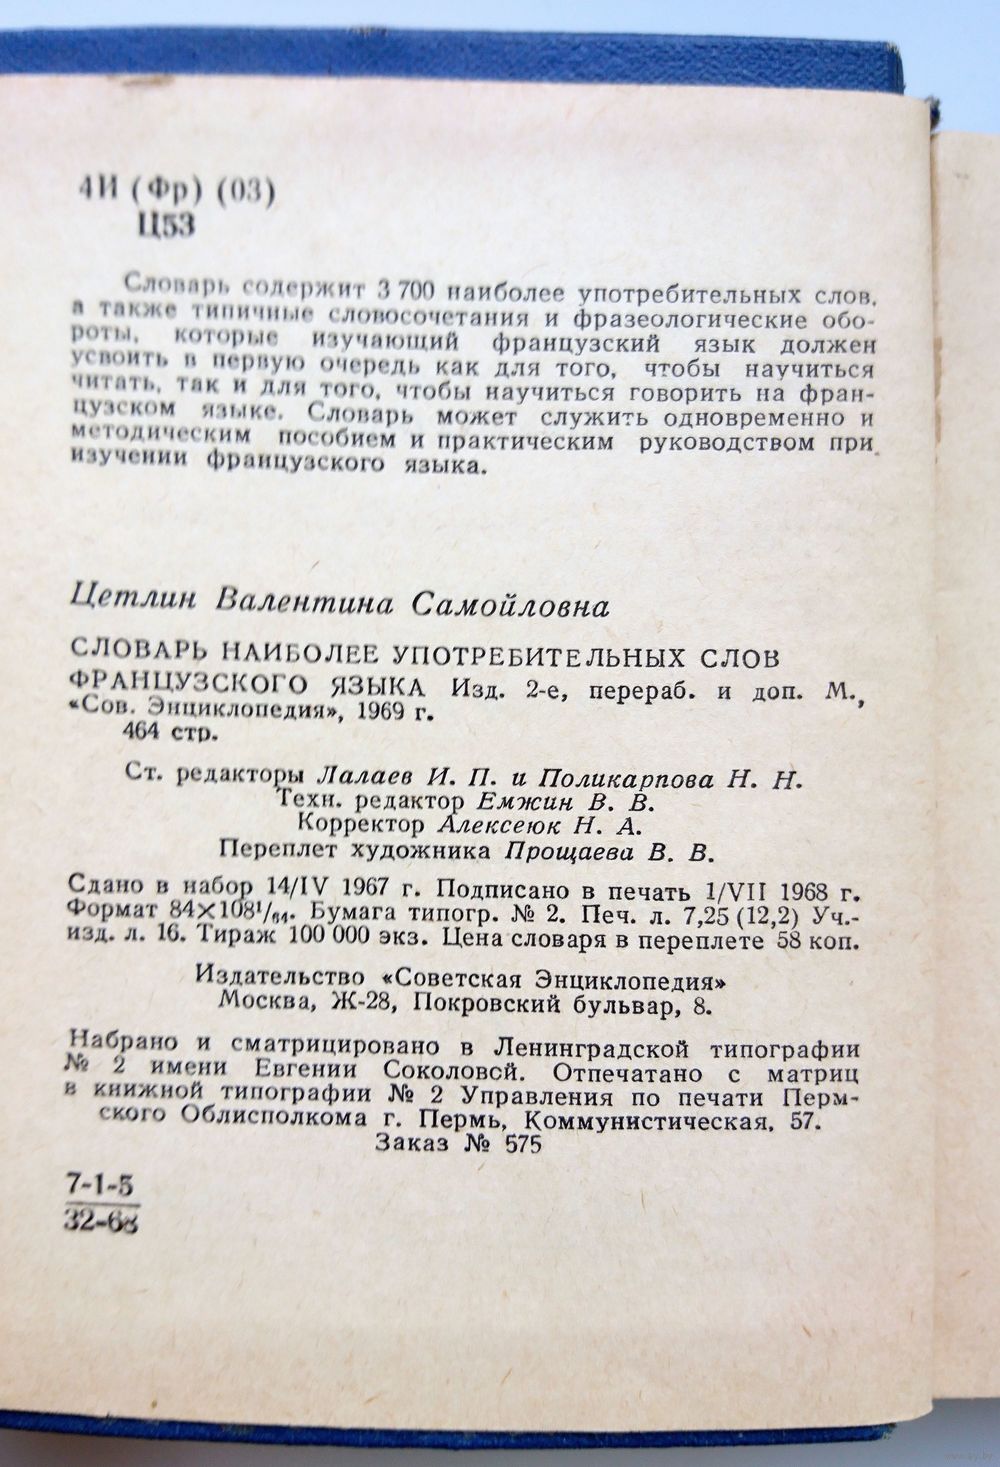 4И (Фр) (03)
Ц53
Словарь содержит 3 700 наиболее употребительных слов,
а также типичные словосочетания и фразеологические обо-
роты, которые изучающий французский язык должен
усвоить в первую очередь как для того, чтобы научиться
читать, так и для того, чтобы научиться говорить на фран-
цузском языке. Словарь может служить одновременно и
методическим пособием и практическим руководством при
изучении французского языка.
Цетлин Валентина Самойловна
СЛОВАРЬ НАИБОЛЕЕ УПОТРЕБИТЕЛЬНЫХ СЛОВ
ФРАНЦУЗСКОГО ЯЗЫКА Изд. 2-е, перераб. и доп. М.,
«Сов. Энциклопедия», 1969 г.
464 стр.
Ст. редакторы Лалаев И. П. и Поликарпова Н. Н.
Техн. редактор Емжин В. В.
Корректор Алексеюк Н. А.
Переплет художника Прощаева В. В.
Сдано в набор 14/IV 1967 г. Подписано в печать 1/VII 1968 г.
Формат 84×108¹/₆₄. Бумага типогр. № 2. Печ. л. 7,25 (12,2) Уч.-
изд. л. 16. Тираж 100 000 экз. Цена словаря в переплете 58 коп.
Издательство «Советская Энциклопедия»
Москва, Ж-28, Покровский бульвар, 8.
Набрано и сматрицировано в Ленинградской типографии
№ 2 имени Евгении Соколовой. Отпечатано с матриц
в книжной типографии № 2 Управления по печати Перм-
ского Облисполкома г. Пермь, Коммунистическая, 57.
Заказ № 575
7-1-5
32-68